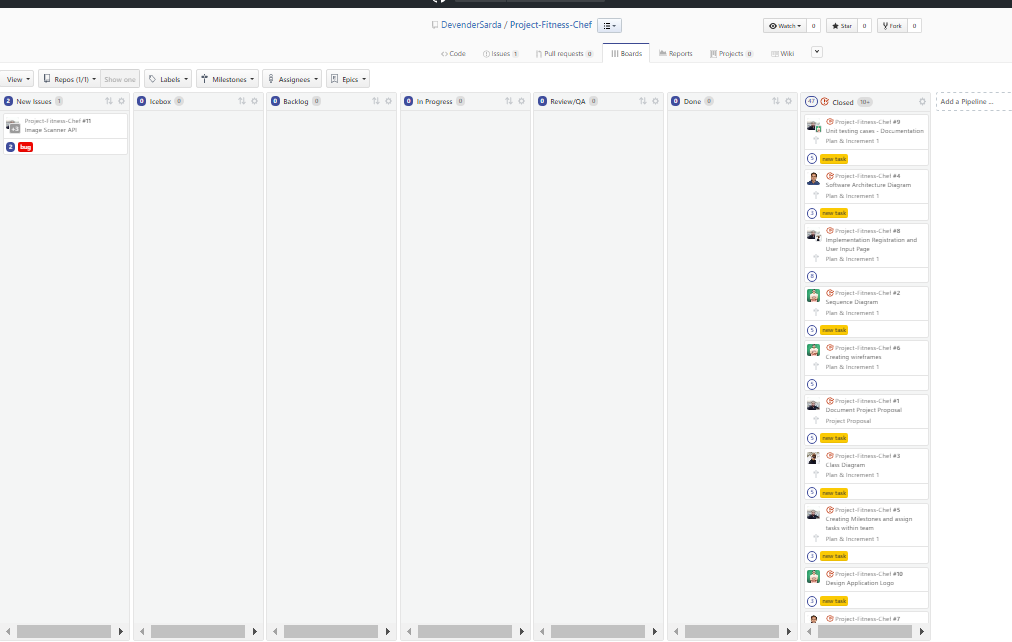 DevenderSarda / Project-Fitness-Chef
Watch 0 Star 0 Fork 0
Code Issues 1 Pull requests 0 Boards Reports Projects 0 Wiki
View Repos (1/1) Show one Labels Milestones Assignees Epics
2 New Issues 1
Project-Fitness-Chef #11
Image Scanner API
2 bug
0 Icebox 0
0 Backlog 0
0 In Progress 0
0 Review/QA 0
0 Done 0
47 Closed 10+
Project-Fitness-Chef #9
Unit testing cases - Documentation
Plan & Increment 1
5 new task
Project-Fitness-Chef #4
Software Architecture Diagram
Plan & Increment 1
3 new task
Project-Fitness-Chef #8
Implementation Registration and
User Input Page
Plan & Increment 1
8
Project-Fitness-Chef #2
Sequence Diagram
Plan & Increment 1
5 new task
Project-Fitness-Chef #6
Creating wireframes
Plan & Increment 1
5
Project-Fitness-Chef #1
Document Project Proposal
Project Proposal
5 new task
Project-Fitness-Chef #3
Class Diagram
Plan & Increment 1
5 new task
Project-Fitness-Chef #5
Creating Milestones and assign
tasks within team
Plan & Increment 1
3 new task
Project-Fitness-Chef #10
Design Application Logo
3 new task
Project-Fitness-Chef #7
Add a Pipeline ...